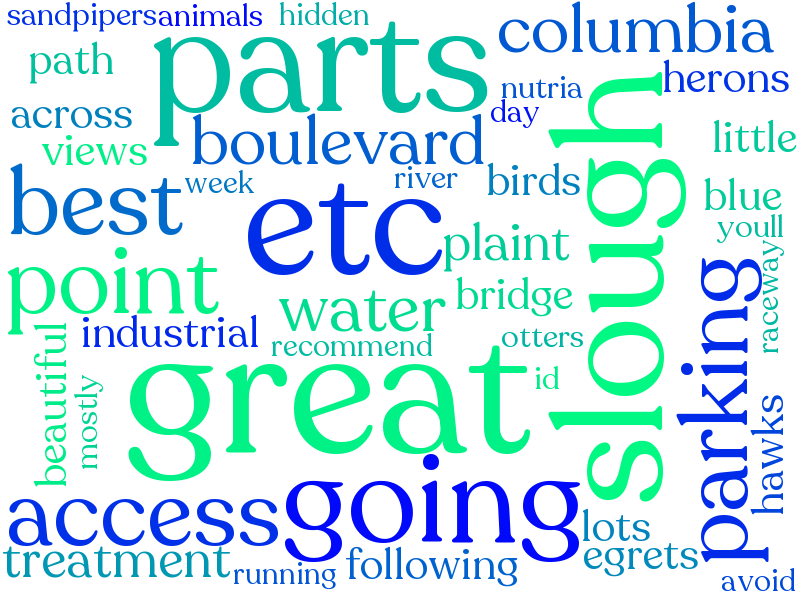 sandpipers
animals
hidden
columbia
parts
path
herons
nutria
day
across
boulevard
views
little
slough
best
week
river
birds
blue
etc
youll
plaint
point
water
bridge
raceway
parking
industrial
recommend
otters
beautiful
mostly
great
id
hawks
access
going
lots
treatment
running
following
egrets
avoid